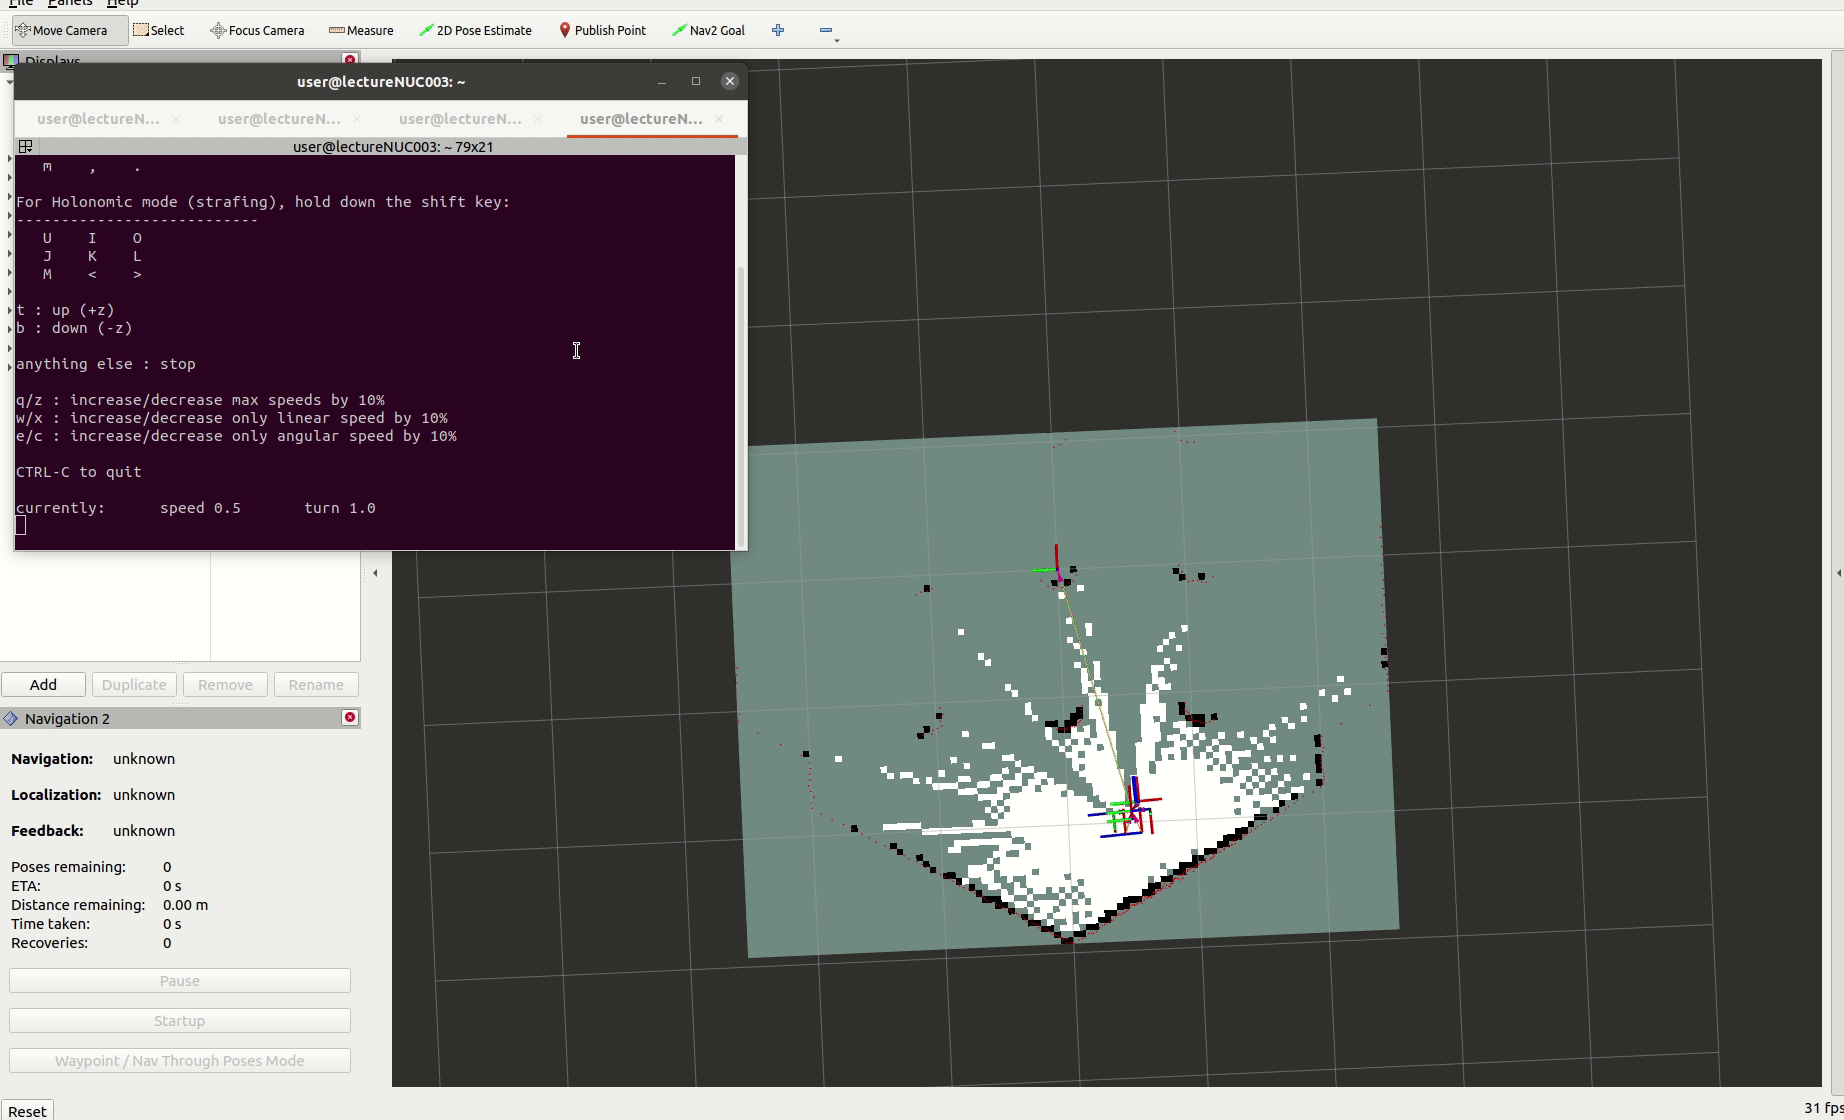 File Panels Help
Move Camera Select Focus Camera Measure 2D Pose Estimate Publish Point Nav2 Goal
Displays
user@lectureNUC003: ~
user@lectureN... user@lectureN... user@lectureN... user@lectureN...
user@lectureNUC003: ~ 79x21
m , .
For Holonomic mode (strafing), hold down the shift key:
---------------------------
U I O
J K L
M < >
t : up (+z)
b : down (-z)
anything else : stop
q/z : increase/decrease max speeds by 10%
w/x : increase/decrease only linear speed by 10%
e/c : increase/decrease only angular speed by 10%
CTRL-C to quit
currently: speed 0.5 turn 1.0
Add Duplicate Remove Rename
Navigation 2
Navigation: unknown
Localization: unknown
Feedback: unknown
Poses remaining: 0
ETA: 0 s
Distance remaining: 0.00 m
Time taken: 0 s
Recoveries: 0
Pause
Startup
Waypoint / Nav Through Poses Mode
Reset
31 fps